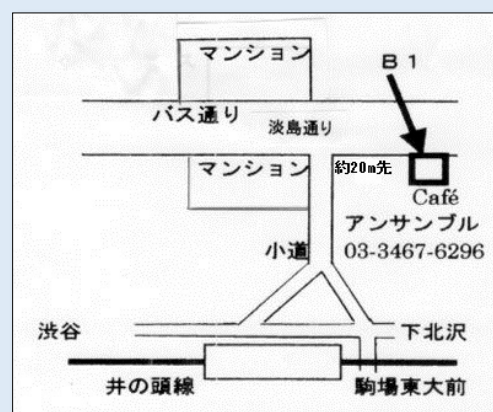 マンション
B1
バス通り
淡島通り
マンション
約20m先
Café
アンサンブル
小道
03-3467-6296
渋谷
下北沢
井の頭線
駒場東大前